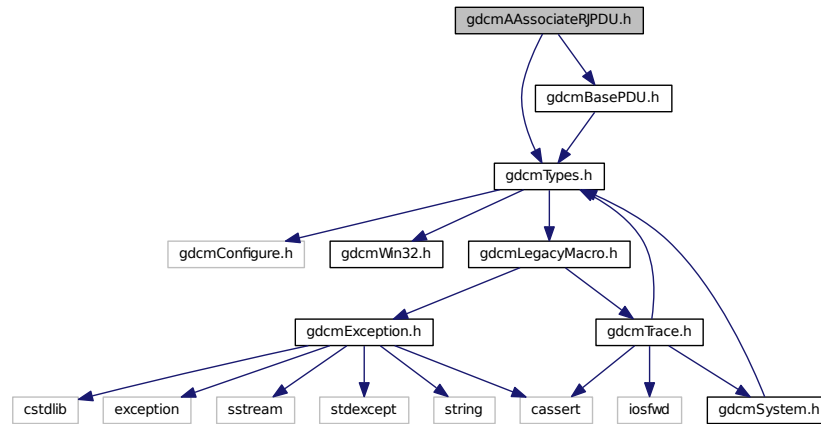 gdcmAAssociateRJPDU.h
gdcmBasePDU.h
gdcmTypes.h
gdcmConfigure.h
gdcmWin32.h
gdcmLegacyMacro.h
gdcmException.h
gdcmTrace.h
cstdlib
exception
sstream
stdexcept
string
cassert
iosfwd
gdcmSystem.h